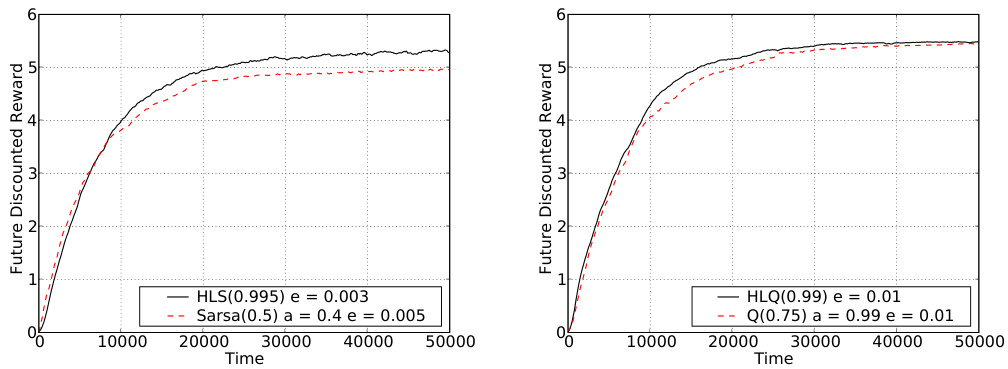 6
5
4
3
2
1
0
Future Discounted Reward
0 10000 20000 30000 40000 50000
Time
HLS(0.995) e = 0.003
Sarsa(0.5) a = 0.4 e = 0.005
6
5
4
3
2
1
0
Future Discounted Reward
0 10000 20000 30000 40000 50000
Time
HLQ(0.99) e = 0.01
Q(0.75) a = 0.99 e = 0.01